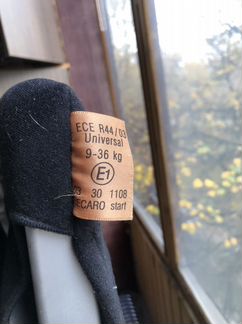 ECE R44/03
Universal
9-36 kg
E1
03 30 1108
RECARO start